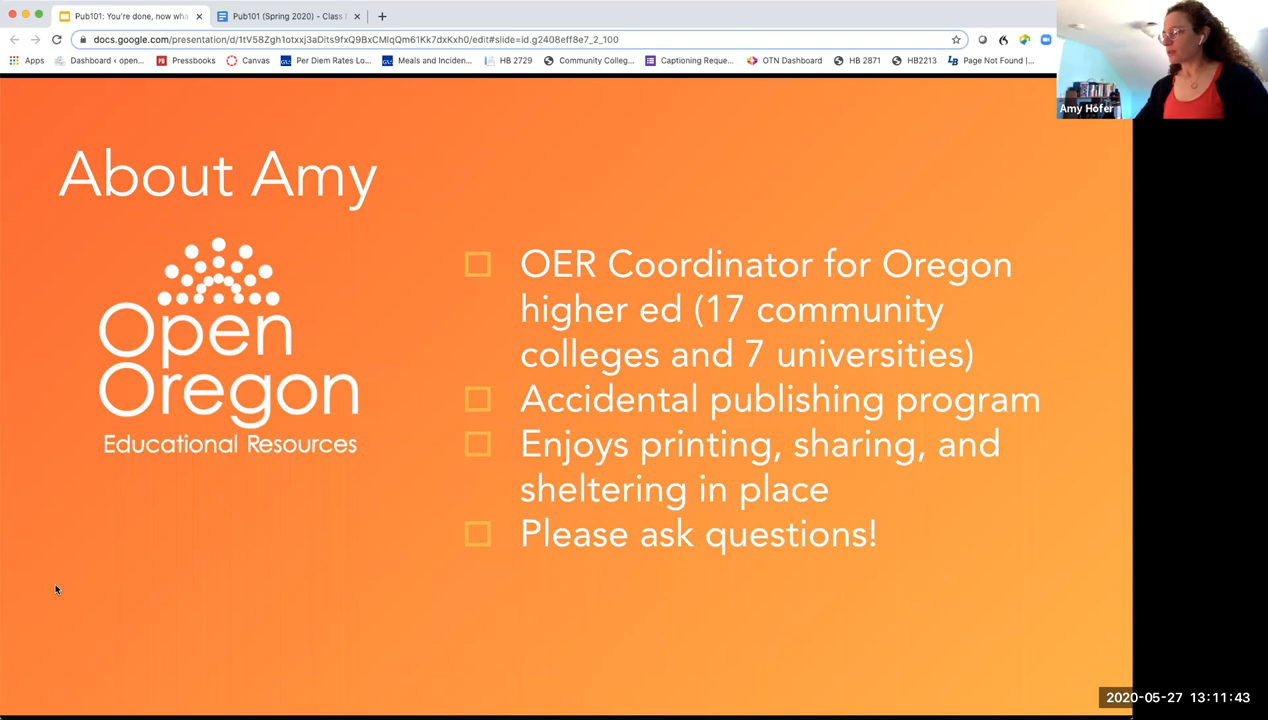 Pub101: You're done, now wha
Pub101 (Spring 2020) - Class
docs.google.com/presentation/d/1tV58Zgh1otxxj3aDits9fxQ9BxCMlqQm61Kk7dxKxh0/edit#slide=id.g2408eff8e7_2_100
Apps
Dashboard ‹ open...
Pressbooks
Canvas
Per Diem Rates Lo...
Meals and Inciden...
HB 2729
Community Colleg...
Captioning Reque...
OTN Dashboard
HB 2871
HB2213
Page Not Found |...
Amy Hofer
About Amy
Open
Oregon
Educational Resources
OER Coordinator for Oregon
higher ed (17 community
colleges and 7 universities)
Accidental publishing program
Enjoys printing, sharing, and
sheltering in place
Please ask questions!
2020-05-27 13:11:43